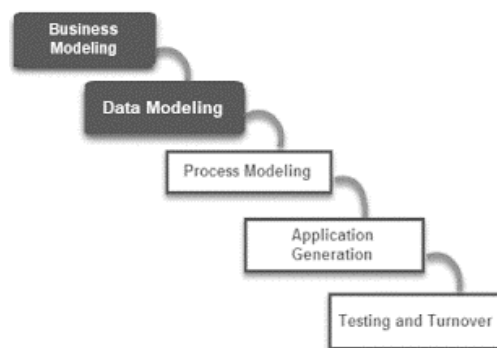 Business
Modeling
Data Modeling
Process Modeling
Application
Generation
Testing and Turnover